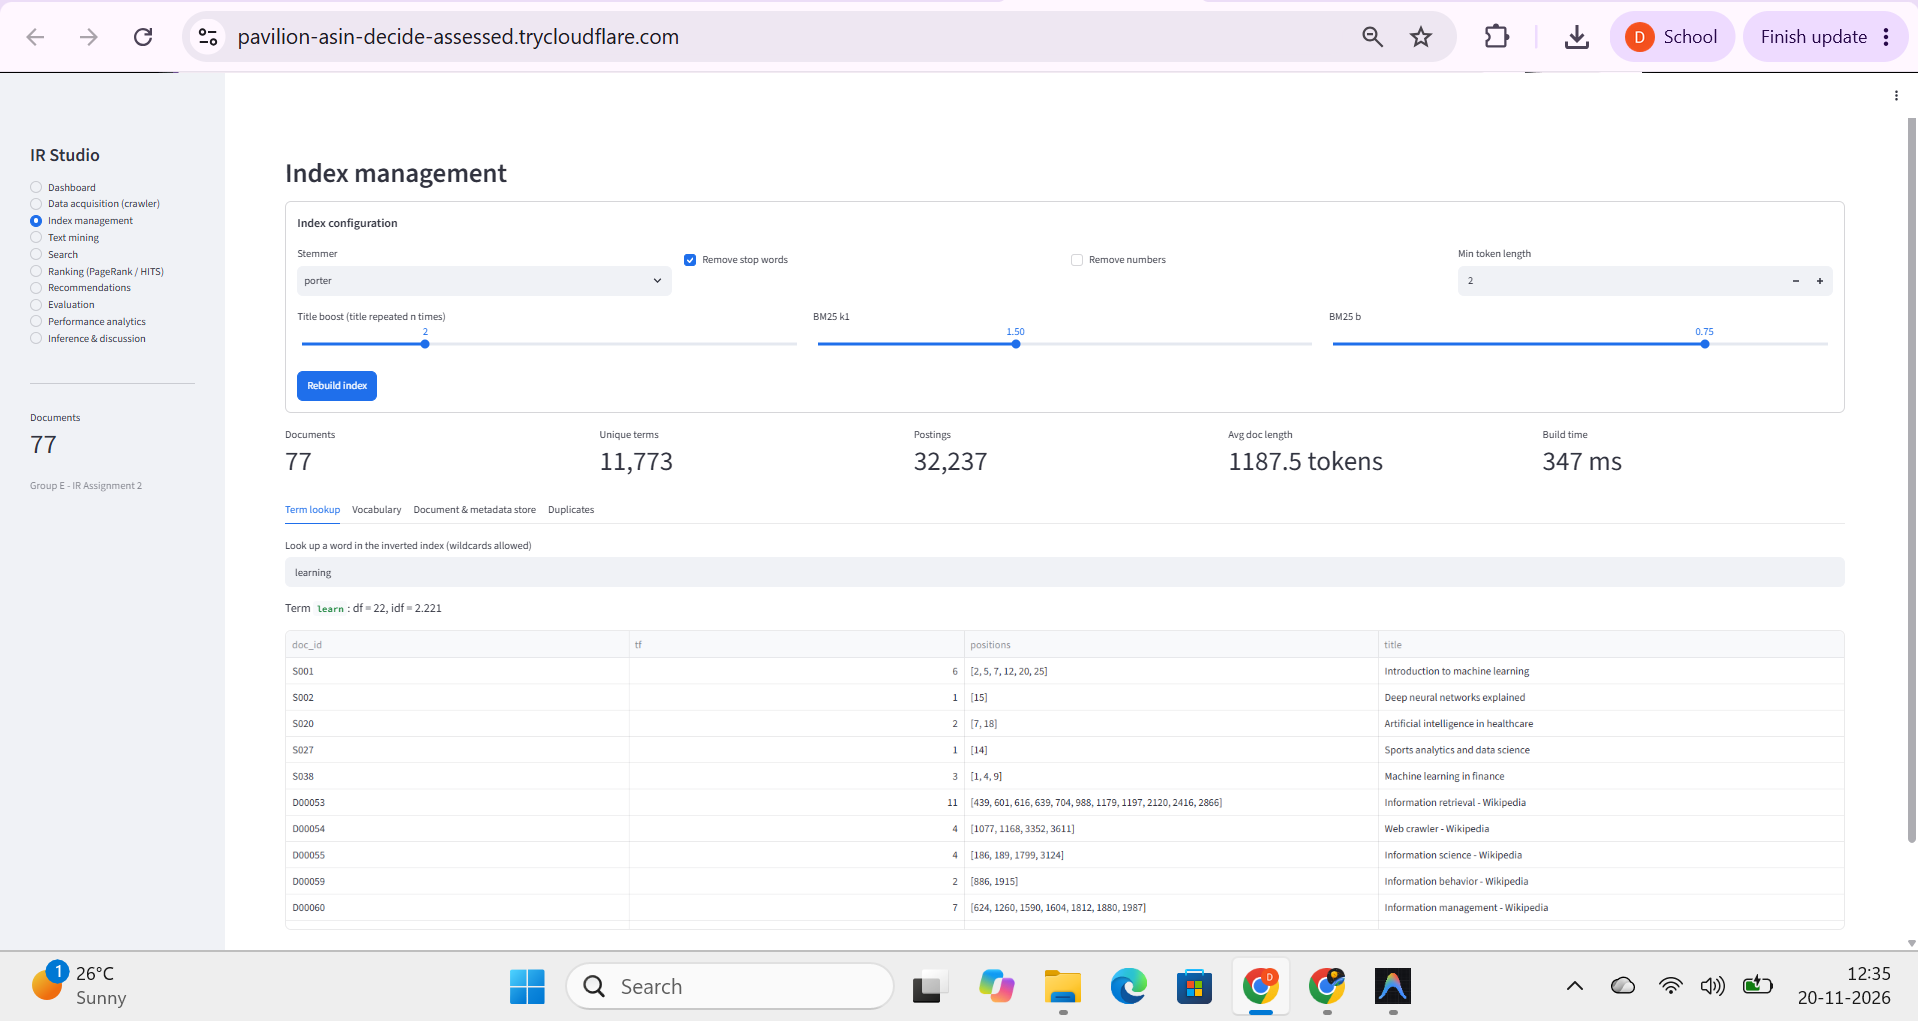 pavilion-asin-decide-assessed.trycloudflare.com
D School
Finish update
IR Studio
Dashboard
Data acquisition (crawler)
Index management
Text mining
Search
Ranking (PageRank / HITS)
Recommendations
Evaluation
Performance analytics
Inference & discussion
Documents
77
Group E - IR Assignment 2
Index management
Index configuration
Stemmer
porter
Remove stop words
Remove numbers
Min token length
2
Title boost (title repeated n times)
2
BM25 k1
1.50
BM25 b
0.75
Rebuild index
Documents Unique terms Postings Avg doc length Build time
77 11,773 32,237 1187.5 tokens 347 ms
Term lookup Vocabulary Document & metadata store Duplicates
Look up a word in the inverted index (wildcards allowed)
learning
Term learn : df = 22, idf = 2.221
doc_id tf positions title
S001 6 [2, 5, 7, 12, 20, 25] Introduction to machine learning
S002 1 [15] Deep neural networks explained
S020 2 [7, 18] Artificial intelligence in healthcare
S027 1 [14] Sports analytics and data science
S038 3 [1, 4, 9] Machine learning in finance
D00053 11 [439, 601, 616, 639, 704, 988, 1179, 1197, 2120, 2416, 2866] Information retrieval - Wikipedia
D00054 4 [1077, 1168, 3352, 3611] Web crawler - Wikipedia
D00055 4 [186, 189, 1799, 3124] Information science - Wikipedia
D00059 2 [886, 1915] Information behavior - Wikipedia
D00060 7 [624, 1260, 1590, 1604, 1812, 1880, 1987] Information management - Wikipedia
1
26°C
Sunny
Search
D
12:35
20-11-2026